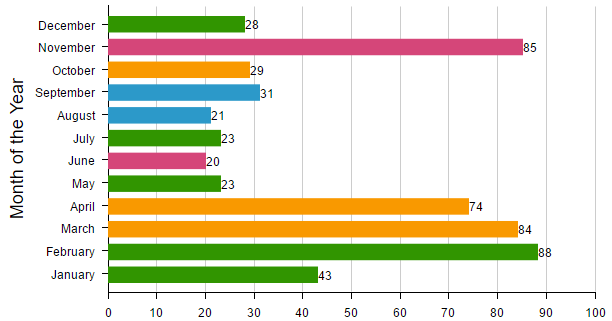 Month of the Year
December 28
November 85
October 29
September 31
August 21
July 23
June 20
May 23
April 74
March 84
February 88
January 43
0 10 20 30 40 50 60 70 80 90 100